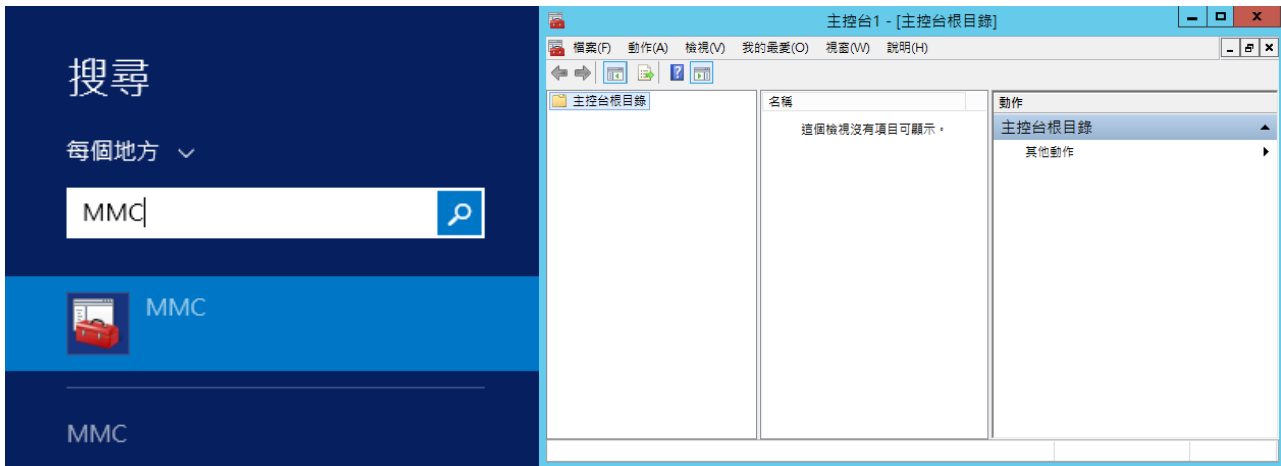 搜尋
每個地方
MMC
MMC
MMC
主控台1 - [主控台根目錄]
檔案(F) 動作(A) 檢視(V) 我的最愛(O) 視窗(W) 說明(H)
主控台根目錄
名稱
這個檢視沒有項目可顯示。
動作
主控台根目錄
其他動作